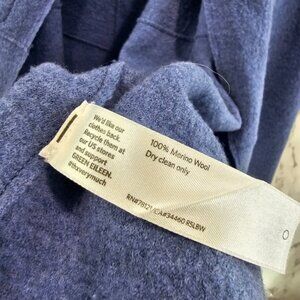 We'd like our
clothes back.
Recycle them at
our US stores
and support
GREEN EILEEN.
100% Merino Wool
Dry clean only